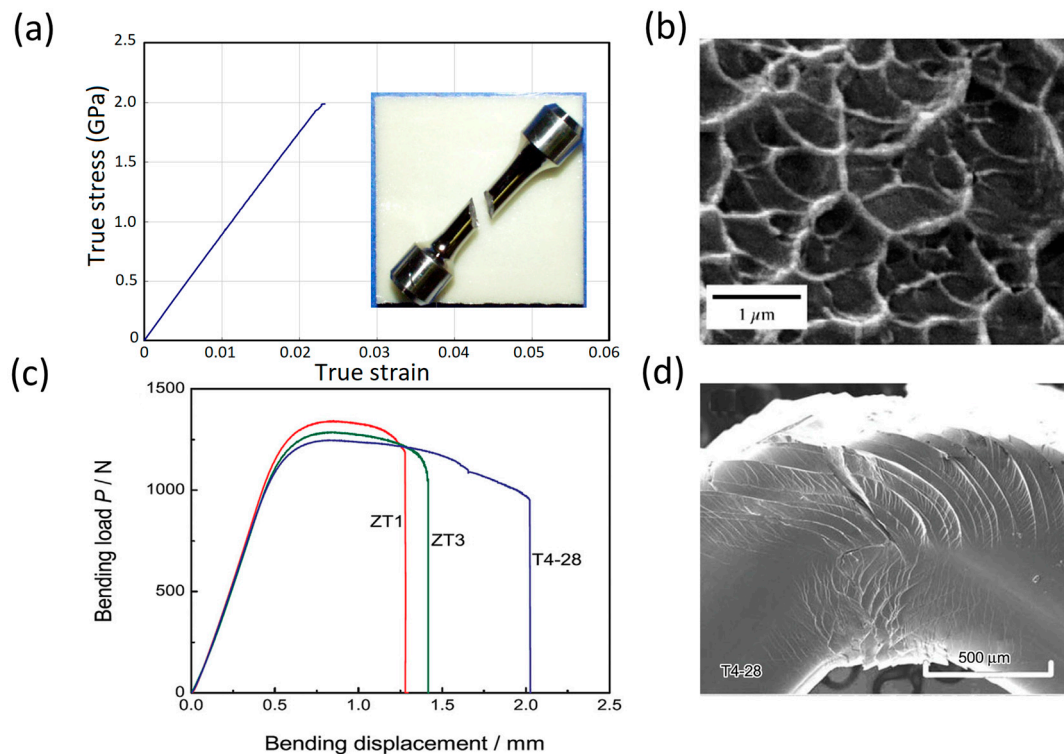 (a)
2.5
2.0
1.5
1.0
0.5
0
True stress (GPa)
0 0.01 0.02 0.03 0.04 0.05 0.06
True strain
(b)
1 μm
(c)
1500
1000
500
0
Bending load P / N
ZT1
ZT3
T4-28
0.0 0.5 1.0 1.5 2.0 2.5
Bending displacement / mm
(d)
T4-28
500 μm